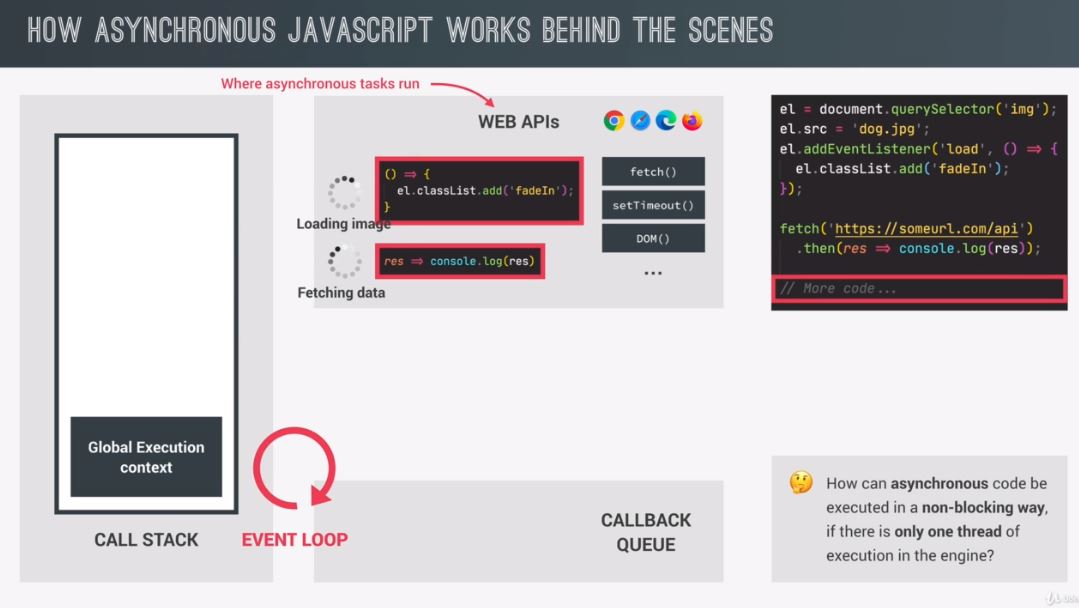 HOW ASYNCHRONOUS JAVASCRIPT WORKS BEHIND THE SCENES
Where asynchronous tasks run
WEB APIs
() => {
el.classList.add('fadeIn');
}
Loading image
res => console.log(res)
Fetching data
fetch()
setTimeout()
DOM()
...
el = document.querySelector('img');
el.src = 'dog.jpg';
el.addEventListener('load', () => {
el.classList.add('fadeIn');
});
fetch('https://someurl.com/api')
.then(res => console.log(res));
// More code...
Global Execution
context
CALL STACK
EVENT LOOP
CALLBACK
QUEUE
How can asynchronous code be
executed in a non-blocking way,
if there is only one thread of
execution in the engine?